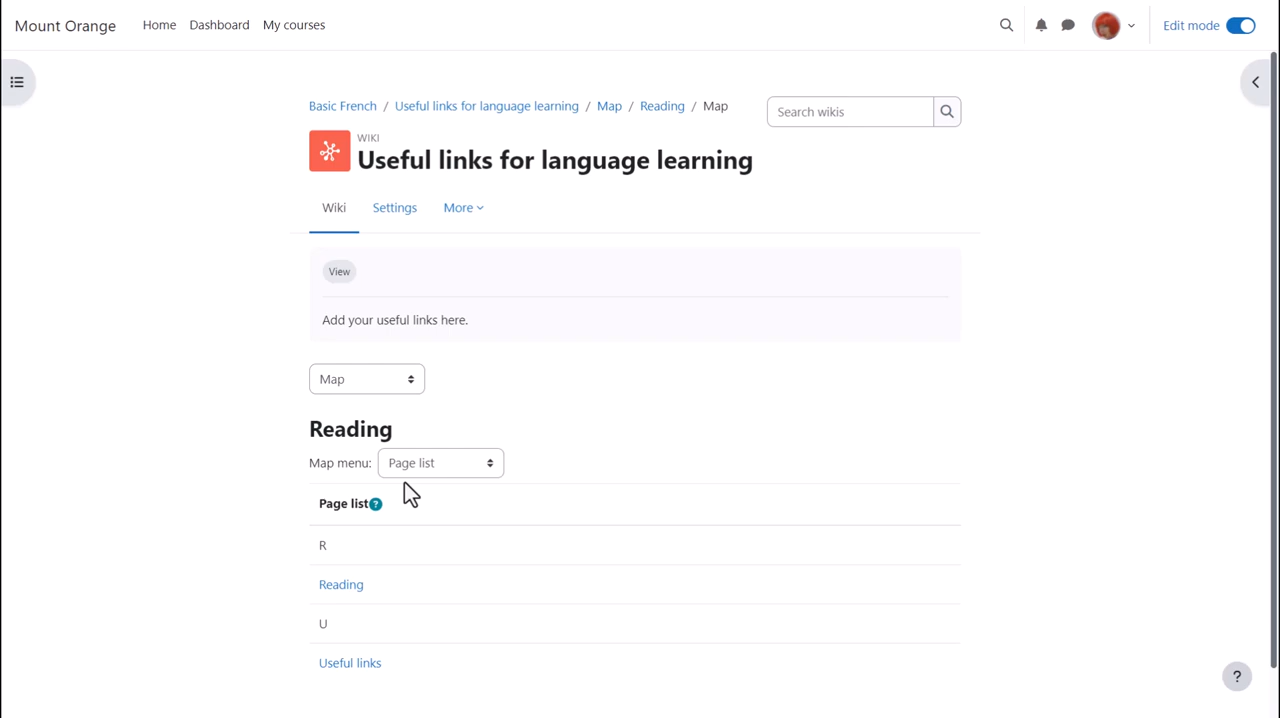 Mount Orange Home Dashboard My courses Edit mode
Basic French / Useful links for language learning / Map / Reading / Map
Search wikis
WIKI
Useful links for language learning
Wiki Settings More
View
Add your useful links here.
Map
Reading
Map menu: Page list
Page list ?
R
Reading
U
Useful links
?